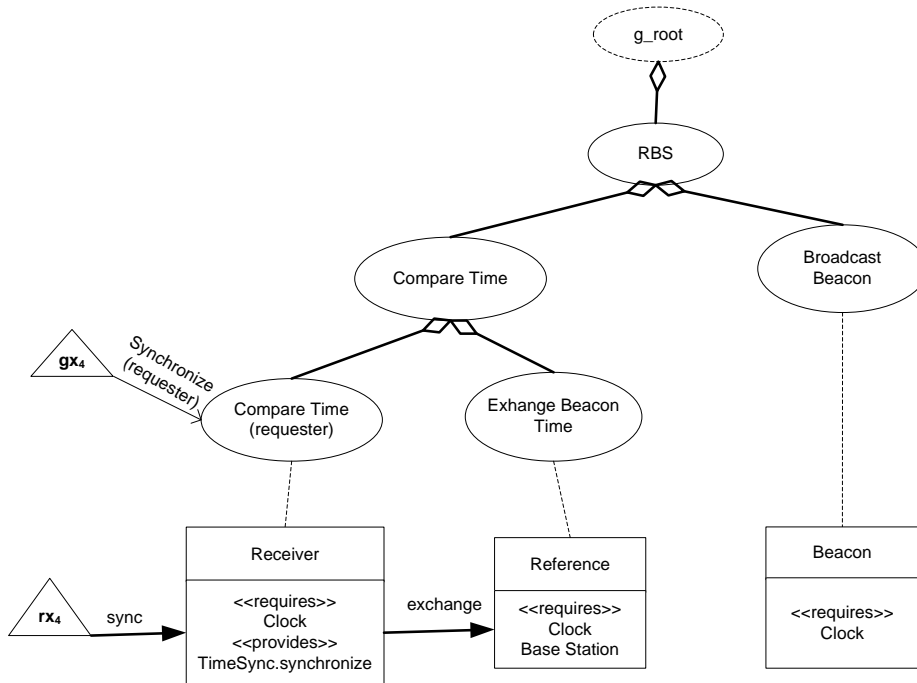 g_root
RBS
Compare Time
Broadcast
Beacon
gx4
Synchronize
(requester)
Compare Time
(requester)
Exhange Beacon
Time
Receiver
<<requires>>
Clock
<<provides>>
TimeSync.synchronize
Reference
<<requires>>
Clock
Base Station
Beacon
<<requires>>
Clock
rx4
sync
exchange